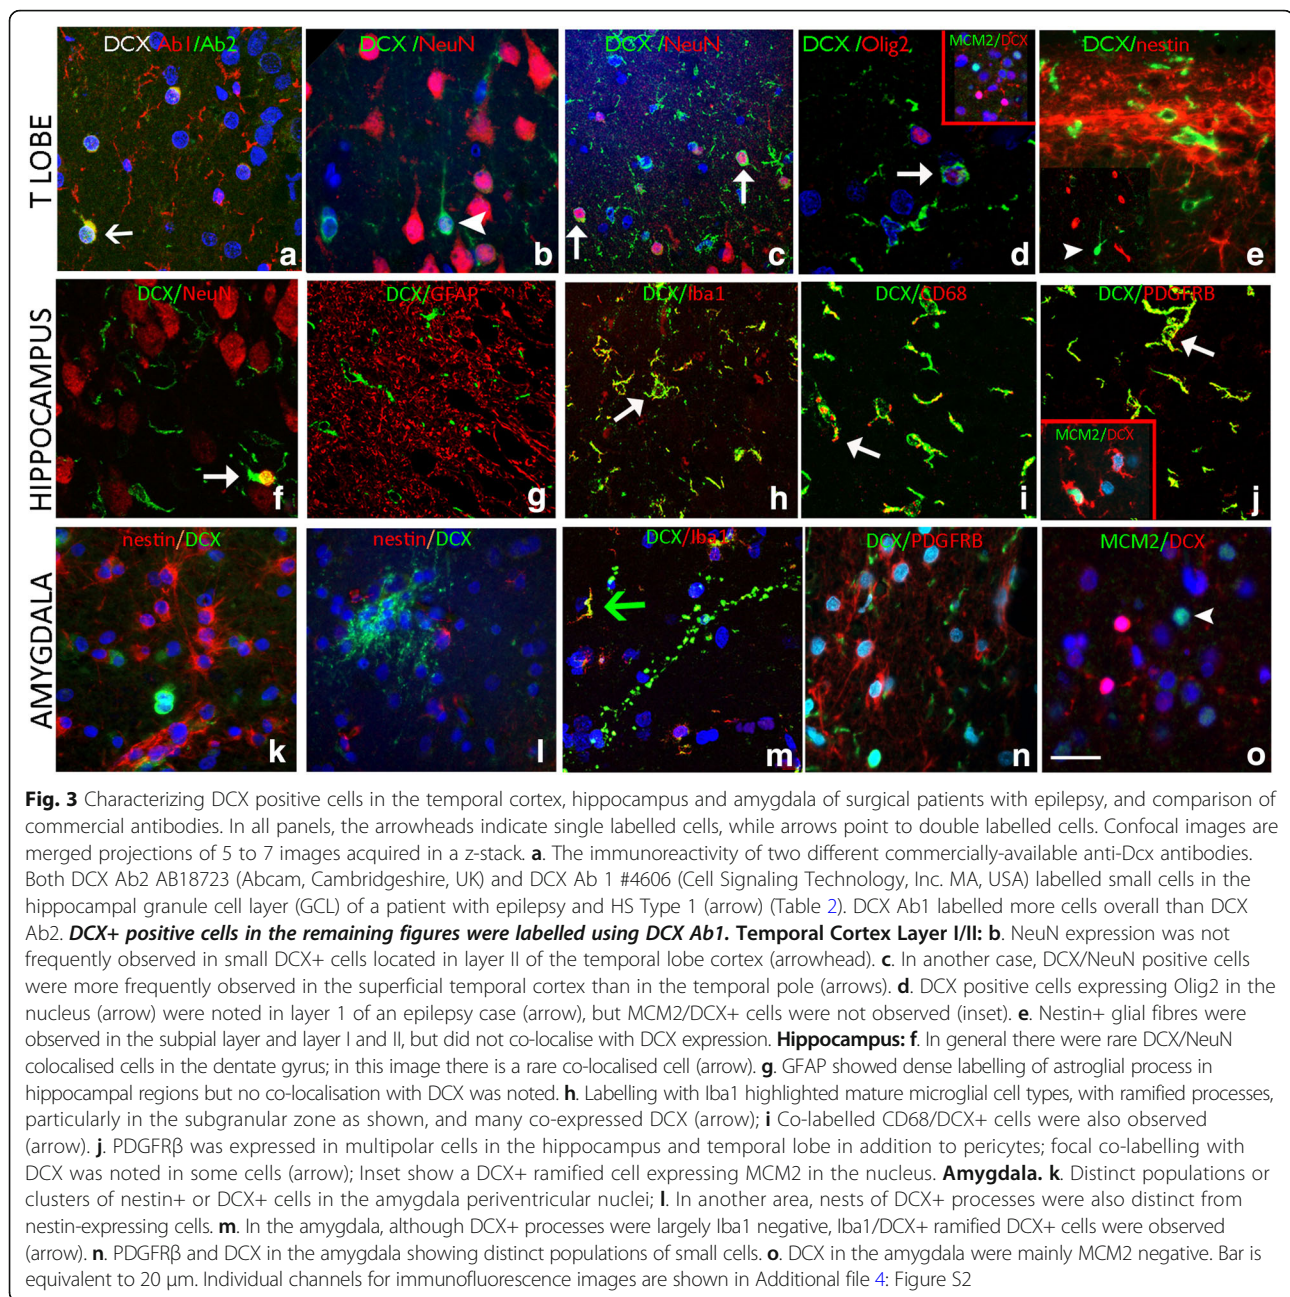 T LOBE
DCX Ab1/Ab2
a
DCX /NeuN
b
DCX /NeuN
c
DCX /Olig2
MCM2/DCX
d
DCX/nestin
e
HIPPOCAMPUS
DCX/NeuN
f
DCX/GFAP
g
DCX/Iba1
h
DCX/CD68
i
DCX/PDGFRB
MCM2/DCX
j
AMYGDALA
nestin/DCX
k
nestin/DCX
l
DCX/Iba1
m
DCX/PDGFRB
n
MCM2/DCX
o
Fig. 3 Characterizing DCX positive cells in the temporal cortex, hippocampus and amygdala of surgical patients with epilepsy, and comparison of
commercial antibodies. In all panels, the arrowheads indicate single labelled cells, while arrows point to double labelled cells. Confocal images are
merged projections of 5 to 7 images acquired in a z-stack. a. The immunoreactivity of two different commercially-available anti-Dcx antibodies.
Both DCX Ab2 AB18723 (Abcam, Cambridgeshire, UK) and DCX Ab 1 #4606 (Cell Signaling Technology, Inc. MA, USA) labelled small cells in the
hippocampal granule cell layer (GCL) of a patient with epilepsy and HS Type 1 (arrow) (Table 2). DCX Ab1 labelled more cells overall than DCX
Ab2. DCX+ positive cells in the remaining figures were labelled using DCX Ab1. Temporal Cortex Layer I/II: b. NeuN expression was not
frequently observed in small DCX+ cells located in layer II of the temporal lobe cortex (arrowhead). c. In another case, DCX/NeuN positive cells
were more frequently observed in the superficial temporal cortex than in the temporal pole (arrows). d. DCX positive cells expressing Olig2 in the
nucleus (arrow) were noted in layer 1 of an epilepsy case (arrow), but MCM2/DCX+ cells were not observed (inset). e. Nestin+ glial fibres were
observed in the subpial layer and layer I and II, but did not co-localise with DCX expression. Hippocampus: f. In general there were rare DCX/NeuN
colocalised cells in the dentate gyrus; in this image there is a rare co-localised cell (arrow). g. GFAP showed dense labelling of astroglial process in
hippocampal regions but no co-localisation with DCX was noted. h. Labelling with Iba1 highlighted mature microglial cell types, with ramified processes,
particularly in the subgranular zone as shown, and many co-expressed DCX (arrow); i Co-labelled CD68/DCX+ cells were also observed
(arrow). j. PDGFRβ was expressed in multipolar cells in the hippocampus and temporal lobe in addition to pericytes; focal co-labelling with
DCX was noted in some cells (arrow); Inset show a DCX+ ramified cell expressing MCM2 in the nucleus. Amygdala. k. Distinct populations or
clusters of nestin+ or DCX+ cells in the amygdala periventricular nuclei; l. In another area, nests of DCX+ processes were also distinct from
nestin-expressing cells. m. In the amygdala, although DCX+ processes were largely Iba1 negative, Iba1/DCX+ ramified DCX+ cells were observed
(arrow). n. PDGFRβ and DCX in the amygdala showing distinct populations of small cells. o. DCX in the amygdala were mainly MCM2 negative. Bar is
equivalent to 20 μm. Individual channels for immunofluorescence images are shown in Additional file 4: Figure S2